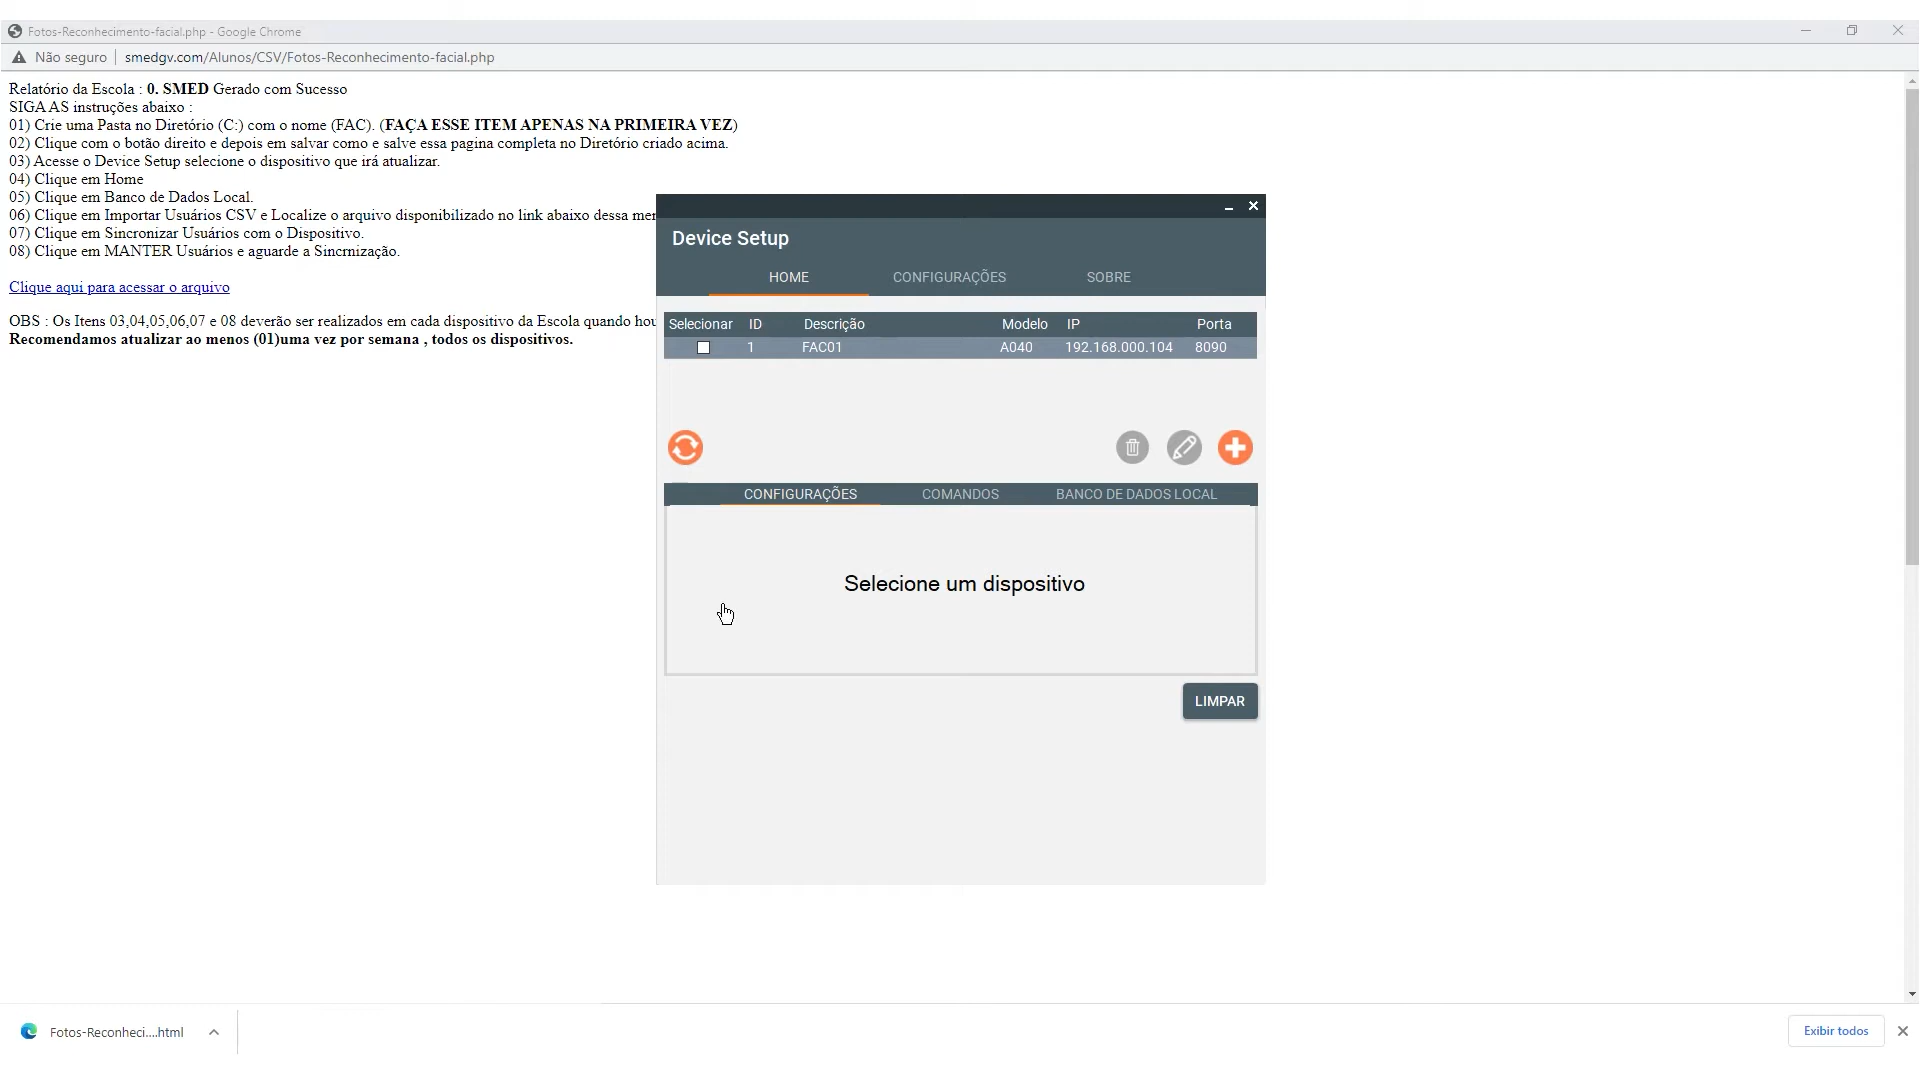 Fotos-Reconhecimento-facial.php - Google Chrome
Não seguro | smedgv.com/Alunos/CSV/Fotos-Reconhecimento-facial.php
Relatório da Escola : 0. SMED Gerado com Sucesso
SIGA AS instruções abaixo :
01) Crie uma Pasta no Diretório (C:) com o nome (FAC). (FAÇA ESSE ITEM APENAS NA PRIMEIRA VEZ)
02) Clique com o botão direito e depois em salvar como e salve essa pagina completa no Diretório criado acima.
03) Acesse o Device Setup selecione o dispositivo que irá atualizar.
04) Clique em Home
05) Clique em Banco de Dados Local.
06) Clique em Importar Usuários CSV e Localize o arquivo disponibilizado no link abaixo dessa mer
07) Clique em Sincronizar Usuários com o Dispositivo.
08) Clique em MANTER Usuários e aguarde a Sincrnização.
Clique aqui para acessar o arquivo
OBS : Os Itens 03,04,05,06,07 e 08 deverão ser realizados em cada dispositivo da Escola quando hou
Recomendamos atualizar ao menos (01)uma vez por semana , todos os dispositivos.
Device Setup
HOME CONFIGURAÇÕES SOBRE
Selecionar ID Descrição Modelo IP Porta
1 FAC01 A040 192.168.000.104 8090
CONFIGURAÇÕES COMANDOS BANCO DE DADOS LOCAL
Selecione um dispositivo
LIMPAR
Fotos-Reconheci....html
Exibir todos